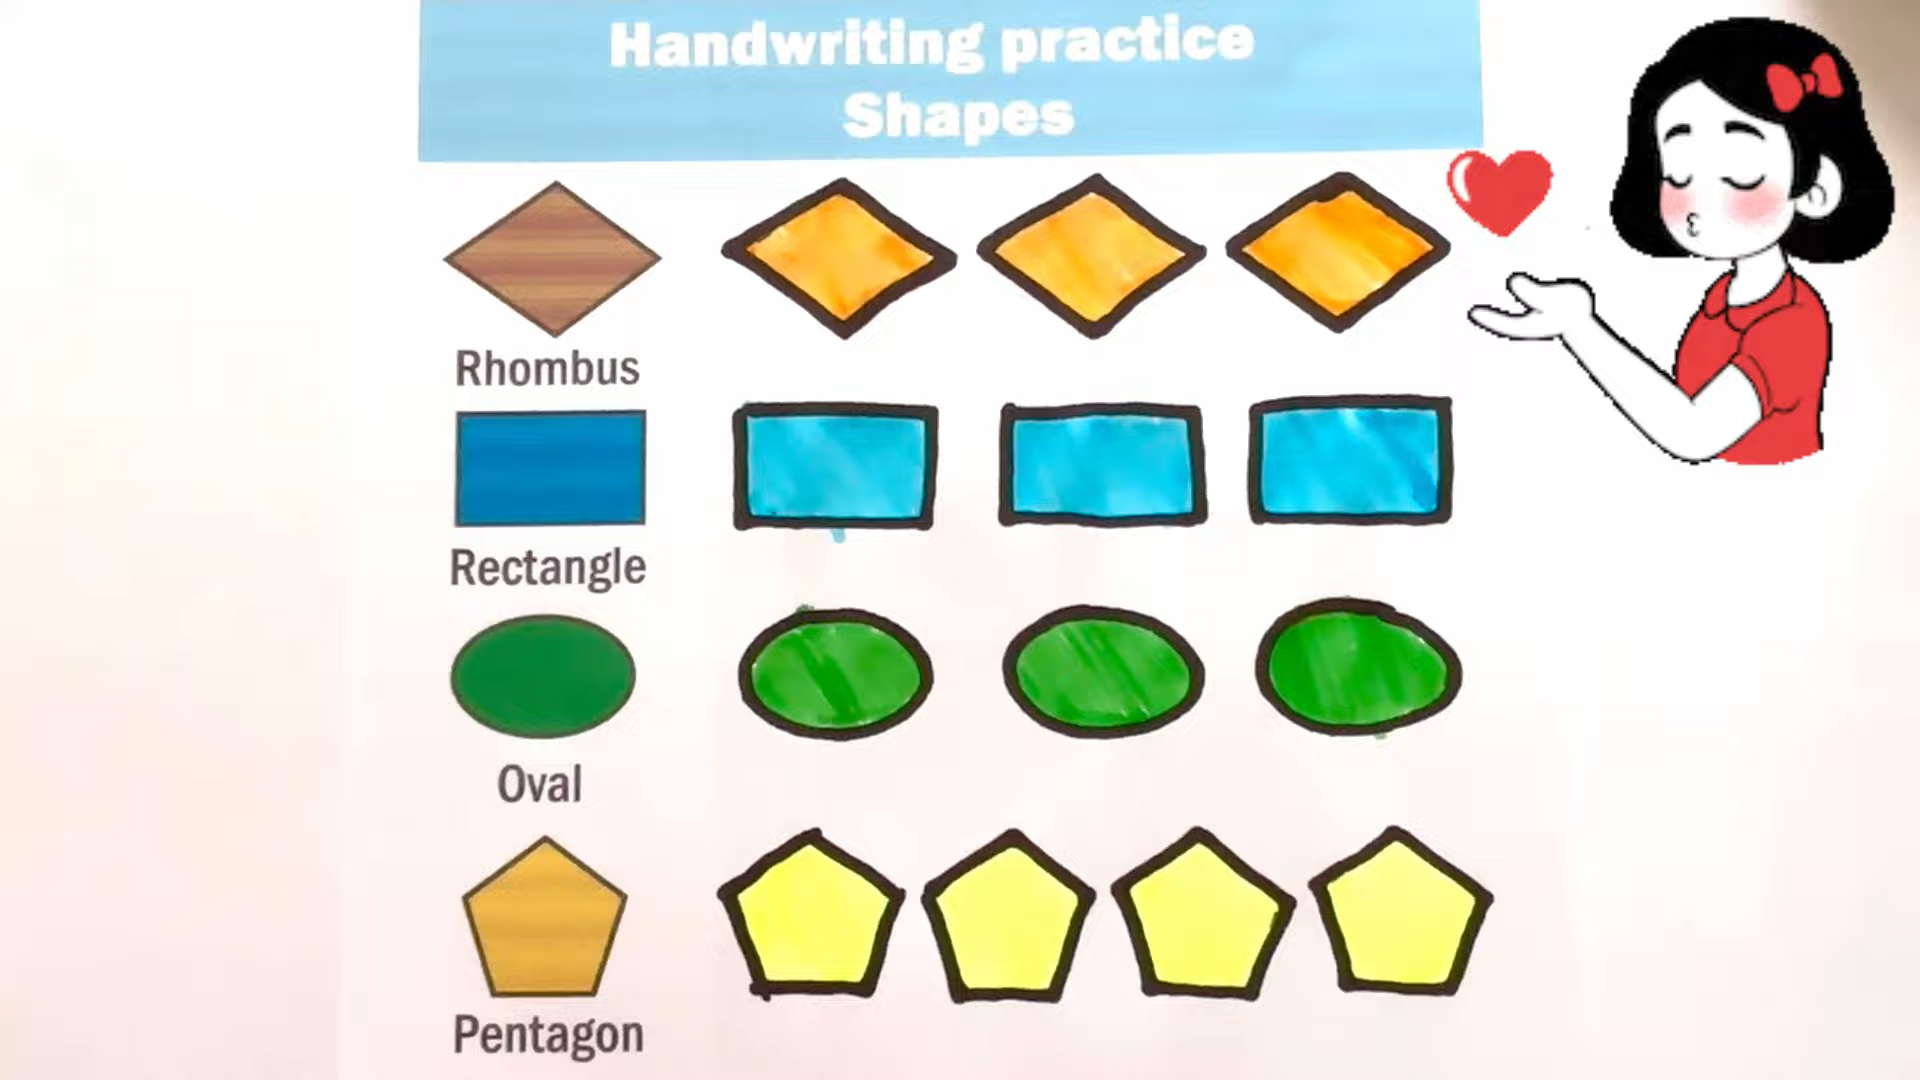 Handwriting practice
Shapes
Rhombus
Rectangle
Oval
Pentagon